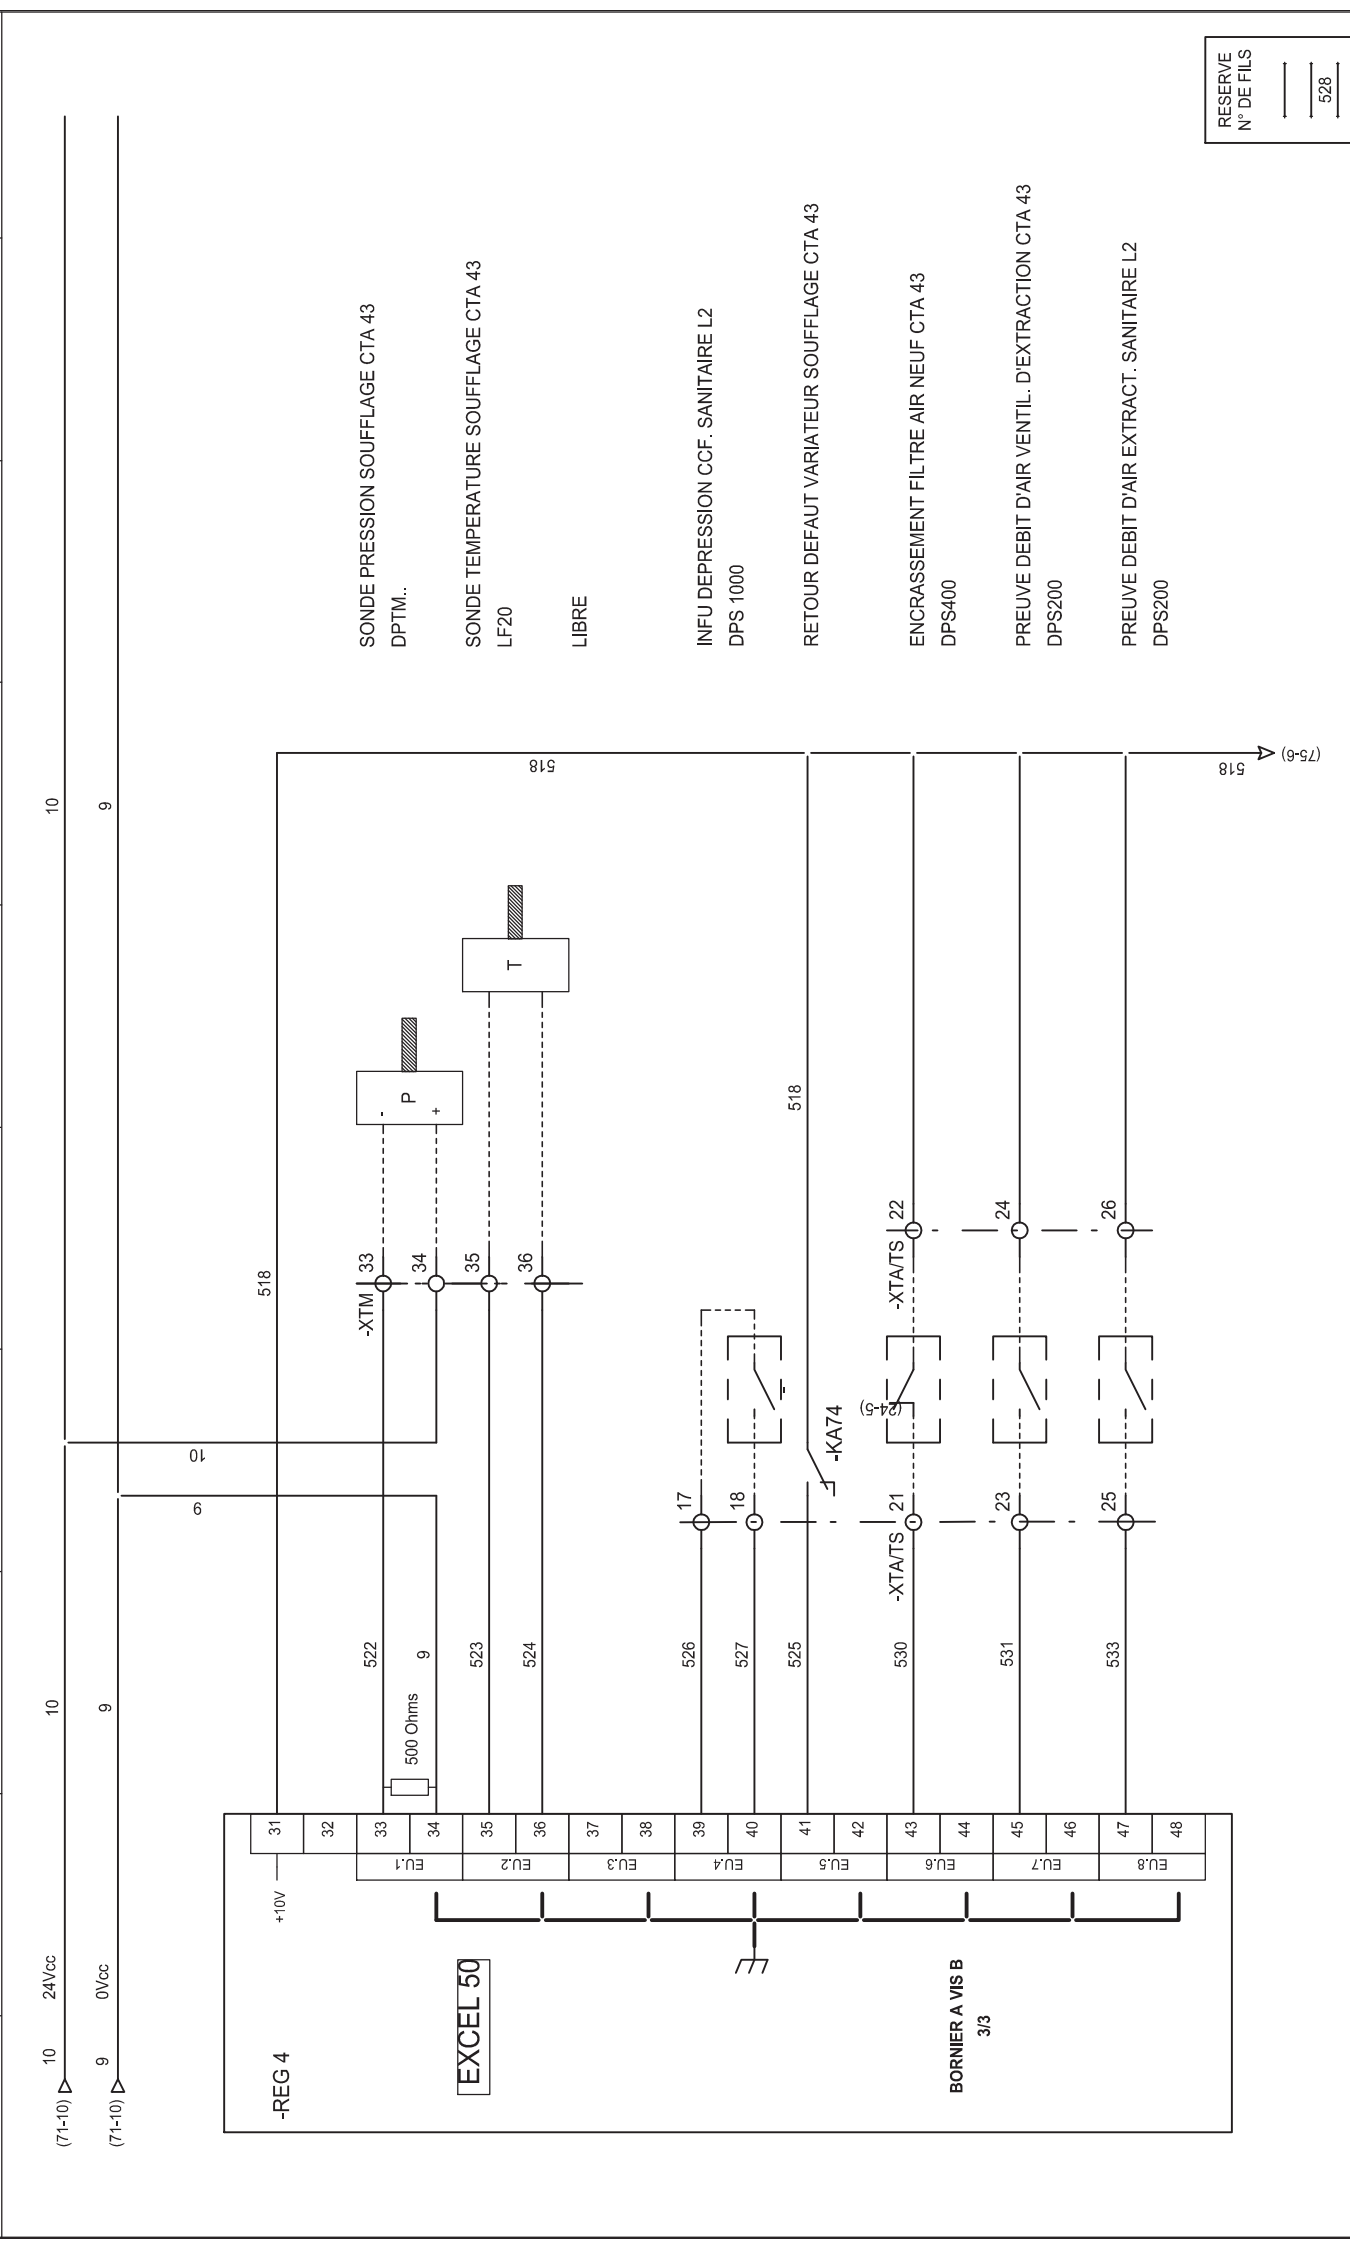 (71-10)
10
24Vcc
10
10
(71-10)
9
0Vcc
9
9
-REG 4
EXCEL 50
BORNIER A VIS B
3/3
+10V
31
32
33
34
35
36
37
38
39
40
41
42
43
44
45
46
47
48
EU.1
EU.2
EU.3
EU.4
EU.5
EU.6
EU.7
EU.8
500 Ohms
518
522
9
523
524
526
527
525
530
531
533
9
10
-XTM
33
34
35
36
17
18
-XTA/TS
21
23
25
-KA74
(24-5)
-XTA/TS
22
24
26
-
P
+
T
518
518
518
(75-6)
SONDE PRESSION SOUFFLAGE CTA 43
DPTM..
SONDE TEMPERATURE SOUFFLAGE CTA 43
LF20
LIBRE
INFU DEPRESSION CCF. SANITAIRE L2
DPS 1000
RETOUR DEFAUT VARIATEUR SOUFFLAGE CTA 43
ENCRASSEMENT FILTRE AIR NEUF CTA 43
DPS400
PREUVE DEBIT D'AIR VENTIL. D'EXTRACTION CTA 43
DPS200
PREUVE DEBIT D'AIR EXTRACT. SANITAIRE L2
DPS200
RESERVE
N° DE FILS
528